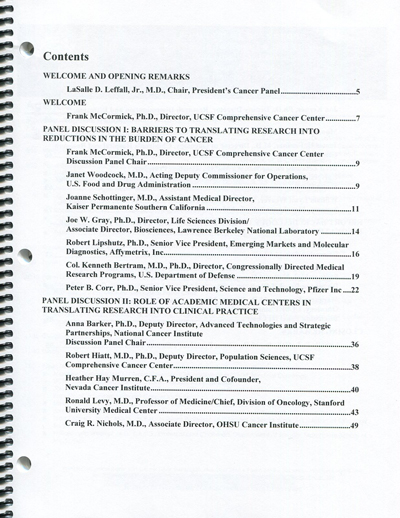 Contents
WELCOME AND OPENING REMARKS
LaSalle D. Leffall, Jr., M.D., Chair, President's Cancer Panel....................5
WELCOME
Frank McCormick, Ph.D., Director, UCSF Comprehensive Cancer Center.............7
PANEL DISCUSSION I: BARRIERS TO TRANSLATING RESEARCH INTO
REDUCTIONS IN THE BURDEN OF CANCER
Frank McCormick, Ph.D., Director, UCSF Comprehensive Cancer Center
Discussion Panel Chair....................9
Janet Woodcock, M.D., Acting Deputy Commissioner for Operations,
U.S. Food and Drug Administration....................9
Joanne Schottinger, M.D., Assistant Medical Director,
Kaiser Permanente Southern California....................11
Joe W. Gray, Ph.D., Director, Life Sciences Division/
Associate Director, Biosciences, Lawrence Berkeley National Laboratory.............14
Robert Lipshutz, Ph.D., Senior Vice President, Emerging Markets and Molecular
Diagnostics, Affymetrix, Inc....................16
Col. Kenneth Bertram, M.D., Ph.D., Director, Congressionally Directed Medical
Research Programs, U.S. Department of Defense....................19
Peter B. Corr, Ph.D., Senior Vice President, Science and Technology, Pfizer Inc....22
PANEL DISCUSSION II: ROLE OF ACADEMIC MEDICAL CENTERS IN
TRANSLATING RESEARCH INTO CLINICAL PRACTICE
Anna Barker, Ph.D., Deputy Director, Advanced Technologies and Strategic
Partnerships, National Cancer Institute
Discussion Panel Chair....................36
Robert Hiatt, M.D., Ph.D., Deputy Director, Population Sciences, UCSF
Comprehensive Cancer Center....................38
Heather Hay Murren, C.F.A., President and Cofounder,
Nevada Cancer Institute....................40
Ronald Levy, M.D., Professor of Medicine/Chief, Division of Oncology, Stanford
University Medical Center....................43
Craig R. Nichols, M.D., Associate Director, OHSU Cancer Institute....................49